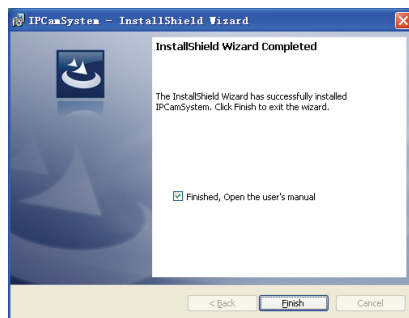 IPCamSystem - InstallShield Wizard
InstallShield Wizard Completed
The InstallShield Wizard has successfully installed
IPCamSystem. Click Finish to exit the wizard.
Finished, Open the user's manual
< Back
Finish
Cancel